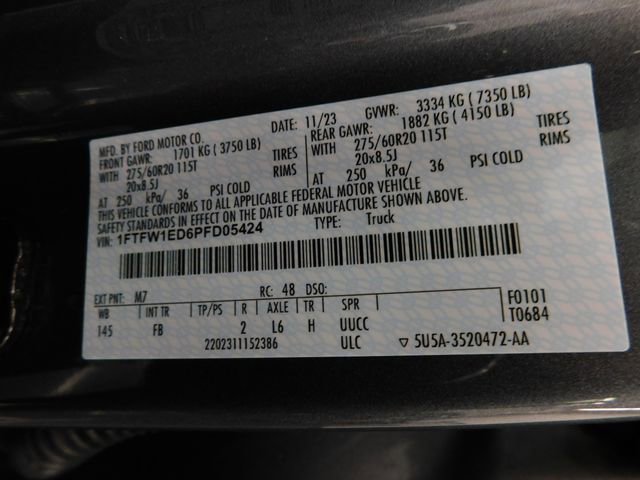 MFD. BY FORD MOTOR CO.
DATE: 11/23 GVWR: 3334 KG ( 7350 LB)
FRONT GAWR: 1701 KG ( 3750 LB)
REAR GAWR: 1882 KG ( 4150 LB)
WITH 275/60R20 115T TIRES
WITH 275/60R20 115T TIRES
20x8.5J RIMS
20x8.5J RIMS
AT 250 kPa/ 36 PSI COLD
AT 250 kPa/ 36 PSI COLD
THIS VEHICLE CONFORMS TO ALL APPLICABLE FEDERAL MOTOR VEHICLE
SAFETY STANDARDS IN EFFECT ON THE DATE OF MANUFACTURE SHOWN ABOVE.
VIN: 1FTFW1ED6PFD05424
TYPE: Truck
EXT PNT: M7 RC: 48 DSO:
WB INT TR TP/PS R AXLE TR SPR F0101
145 FB 2 L6 H UUCC T0684
2202311152386 ULC ▽ 5U5A-3520472-AA